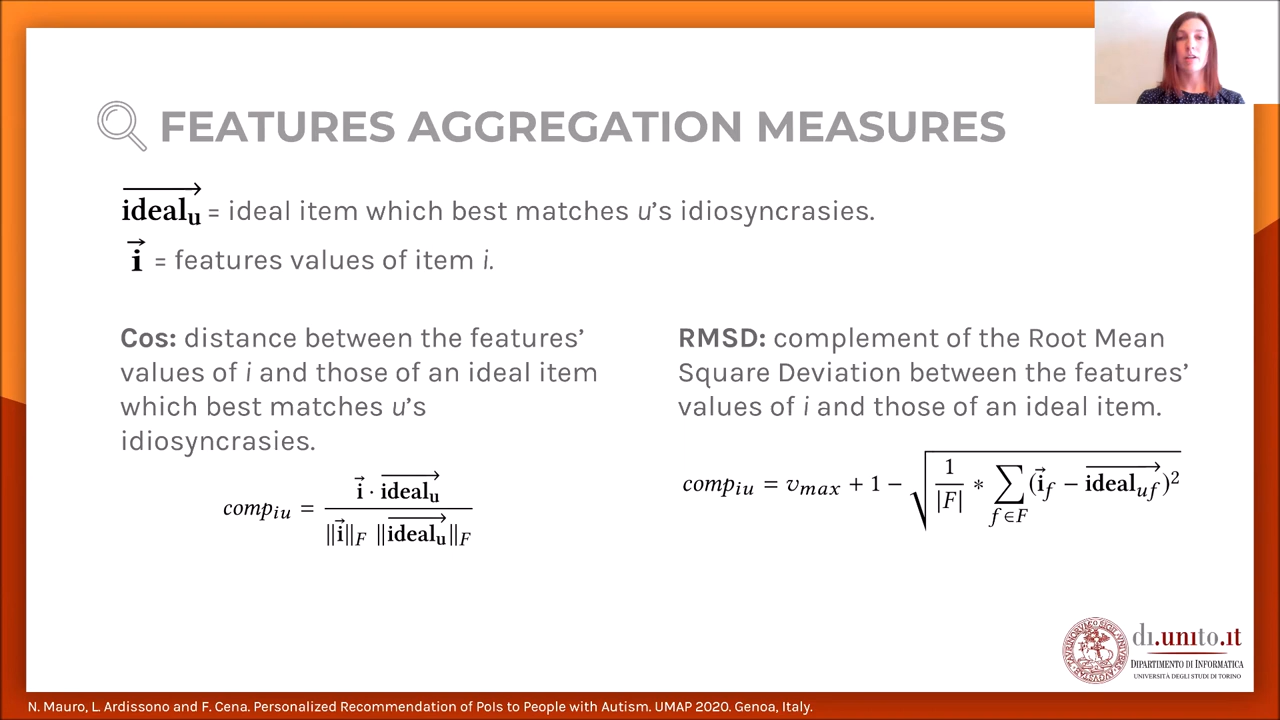 FEATURES AGGREGATION MEASURES
ideal_u = ideal item which best matches u's idiosyncrasies.
i = features values of item i.
Cos: distance between the features'
values of i and those of an ideal item
which best matches u's
idiosyncrasies.
comp_iu = i · ideal_u / ‖i‖_F ‖ideal_u‖_F
RMSD: complement of the Root Mean
Square Deviation between the features'
values of i and those of an ideal item.
comp_iu = v_max + 1 − √(1/|F| * ∑_{f∈F} (i_f − ideal_uf)²)
di.unito.it
DIPARTIMENTO DI INFORMATICA
UNIVERSITÀ DEGLI STUDI DI TORINO
N. Mauro, L. Ardissono and F. Cena. Personalized Recommendation of PoIs to People with Autism. UMAP 2020. Genoa, Italy.